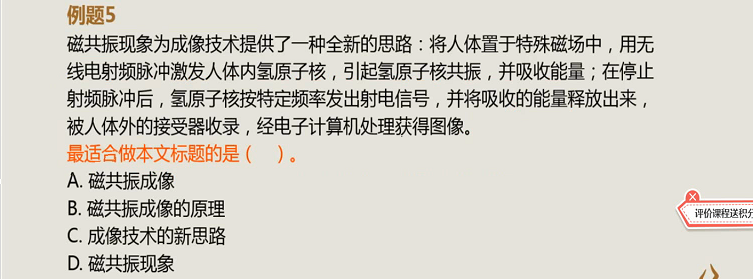 例题5
磁共振现象为成像技术提供了一种全新的思路：将人体置于特殊磁场中，用无
线电射频脉冲激发人体内氢原子核，引起氢原子核共振，并吸收能量；在停止
射频脉冲后，氢原子核按特定频率发出射电信号，并将吸收的能量释放出来，
被人体外的接受器收录，经电子计算机处理获得图像。
最适合做本文标题的是（　）。
A. 磁共振成像
B. 磁共振成像的原理
C. 成像技术的新思路
D. 磁共振现象
评价课程送积分